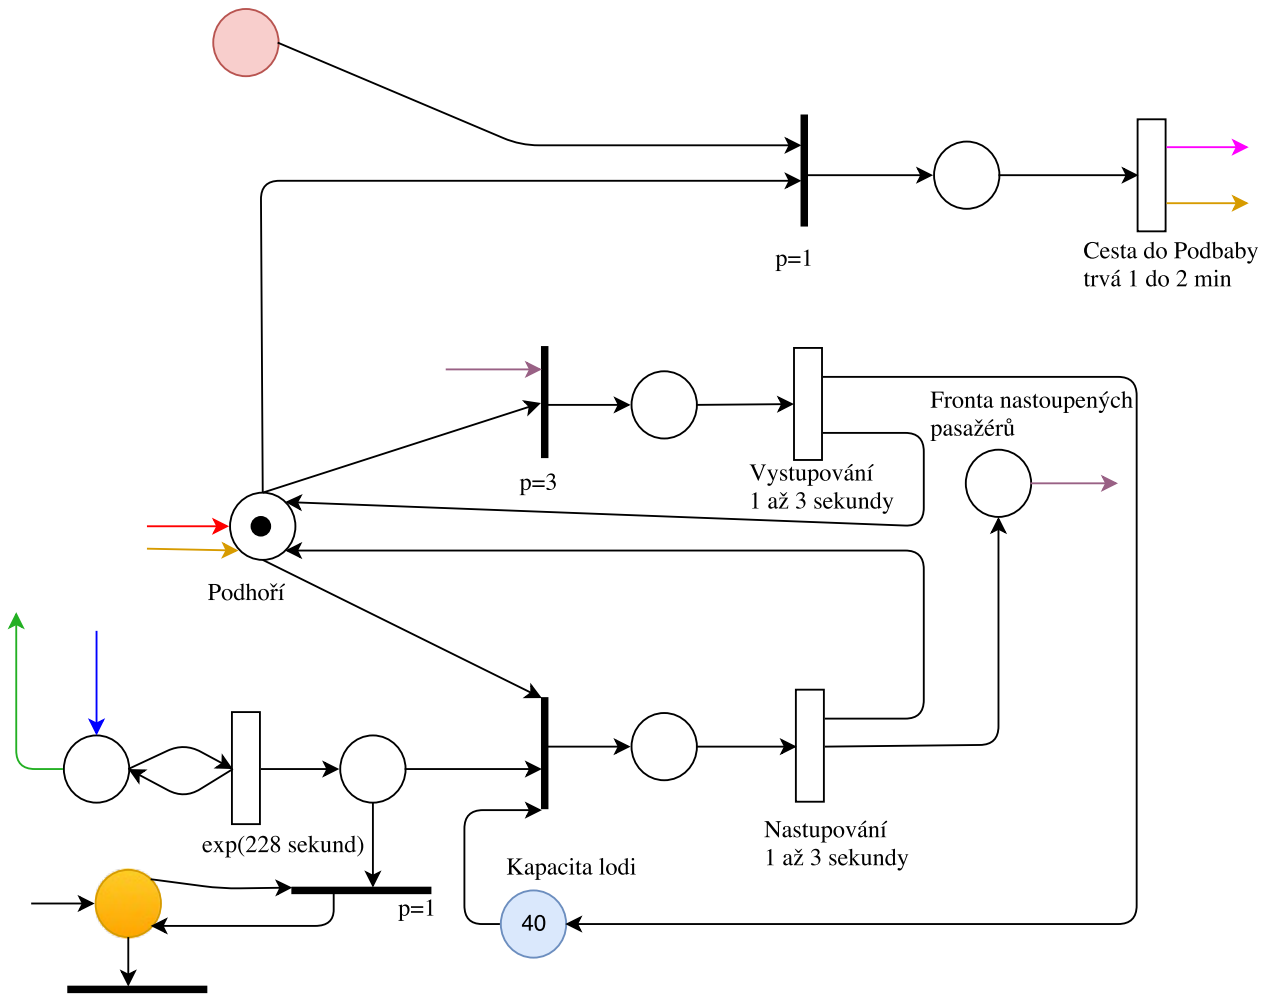 p=1
Cesta do Podbaby
trvá 1 do 2 min
Fronta nastoupených
pasažérů
Vystupování
1 až 3 sekundy
p=3
Podhoří
exp(228 sekund)
Nastupování
1 až 3 sekundy
Kapacita lodi
p=1
40